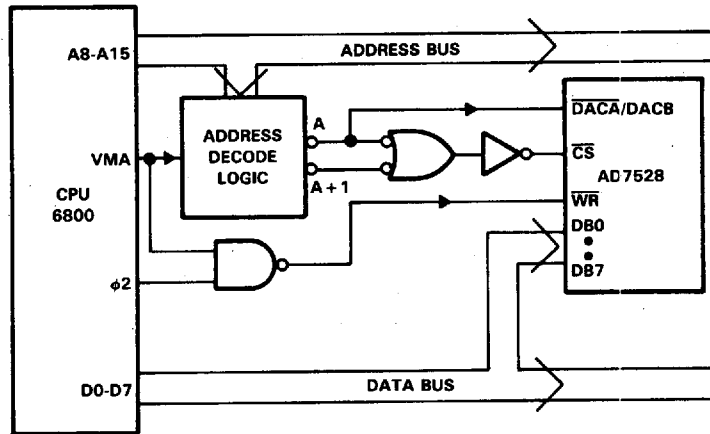 A8-A15
ADDRESS BUS
A
ADDRESS
DECODE
LOGIC
A + 1
VMA
CPU
6800
φ2
D0-D7
DATA BUS
DACA/DACB
CS
AD7528
WR
DB0
DB7